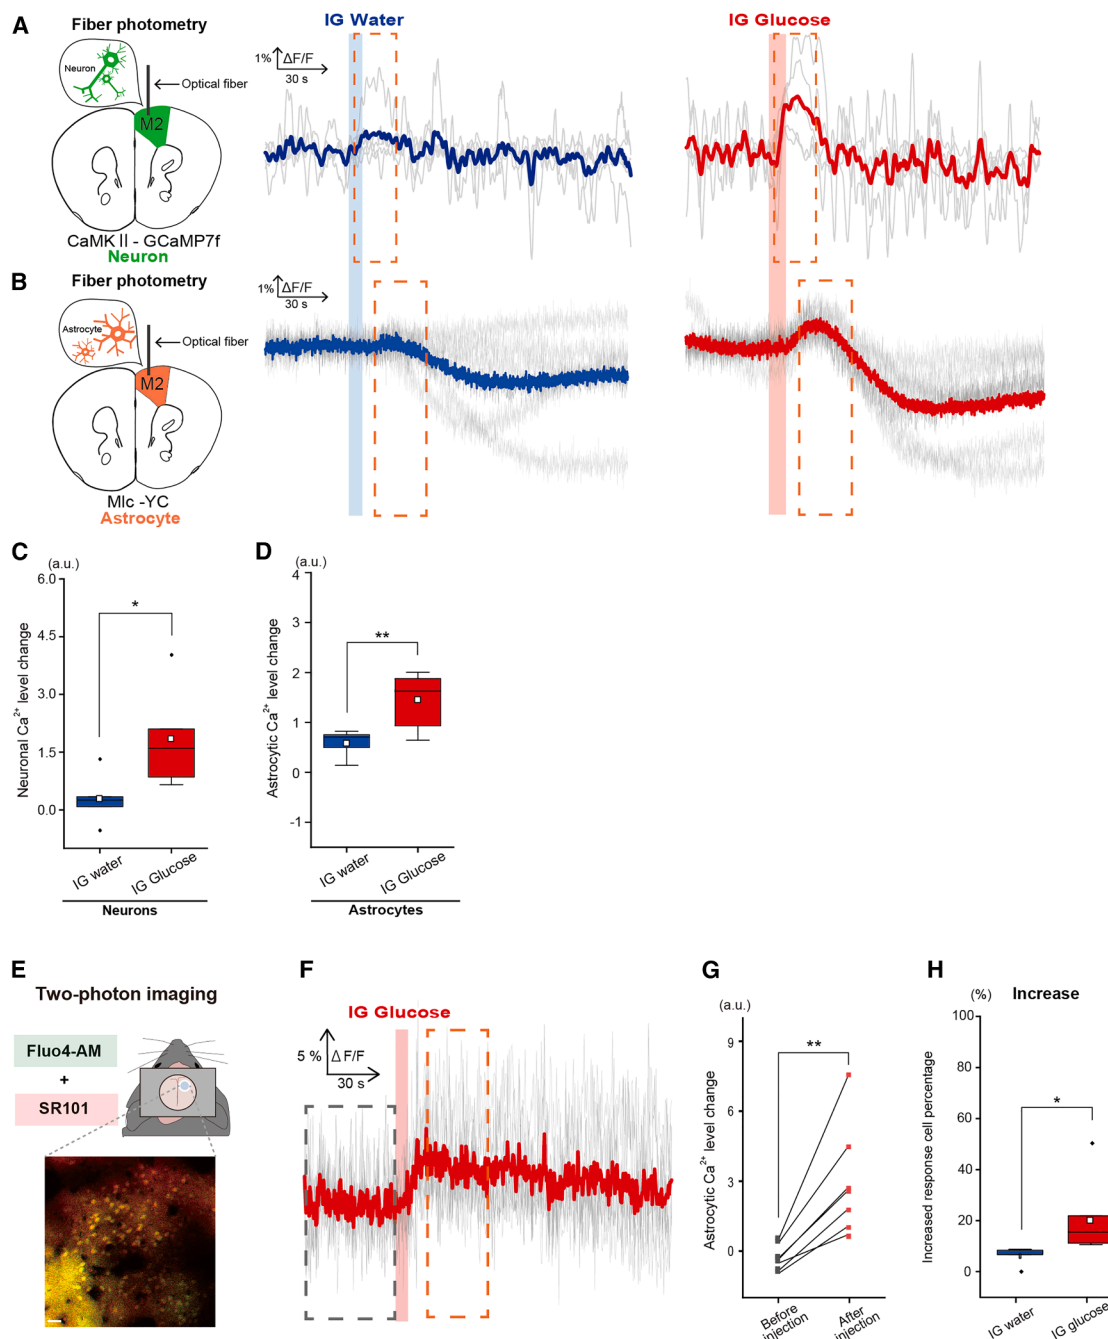 A
Fiber photometry
Neuron
Optical fiber
M2
CaMK II - GCaMP7f
Neuron
IG Water
1% ΔF/F
30 s
IG Glucose
B
Fiber photometry
Astrocyte
Optical fiber
M2
Mlc -YC
Astrocyte
1% ΔF/F
30 s
C
(a.u.)
6.0
4.5
3.0
1.5
0.0
Neuronal Ca2+ level change
*
IG water
IG Glucose
Neurons
D
(a.u.)
4
3
2
1
0
-1
Astrocytic Ca2+ level change
**
IG water
IG Glucose
Astrocytes
E
Two-photon imaging
Fluo4-AM
+
SR101
F
IG Glucose
5 % Δ F/F
30 s
G
(a.u.)
9
7
3
0
Astrocytic Ca2+ level change
**
Before
injection
After
injection
H
(%)
Increase
100
80
60
40
20
0
Increased response cell percentage
*
IG water
IG glucose